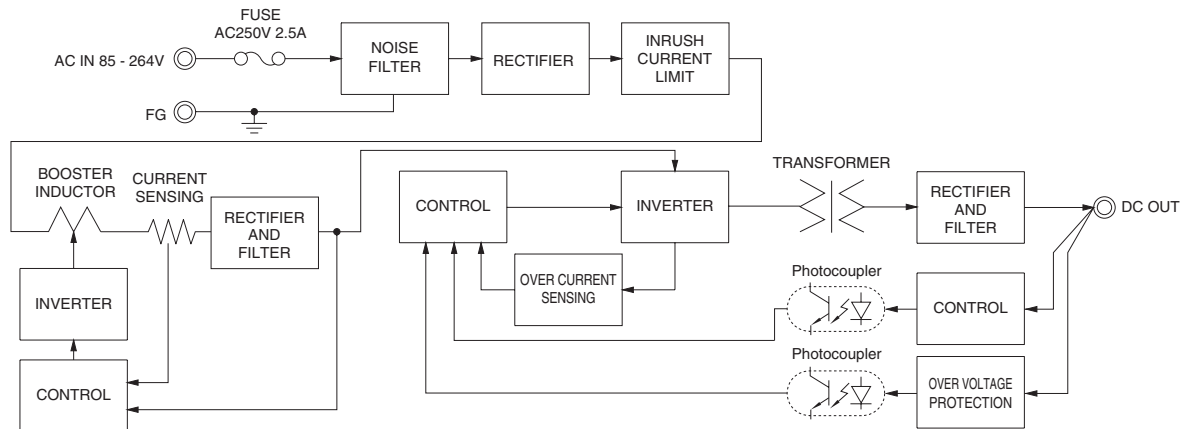 FUSE
AC250V 2.5A
AC IN 85 - 264V
NOISE
FILTER
RECTIFIER
INRUSH
CURRENT
LIMIT
FG
BOOSTER
INDUCTOR
CURRENT
SENSING
RECTIFIER
AND
FILTER
CONTROL
INVERTER
TRANSFORMER
RECTIFIER
AND
FILTER
DC OUT
OVER CURRENT
SENSING
Photocoupler
CONTROL
INVERTER
Photocoupler
OVER VOLTAGE
PROTECTION
CONTROL